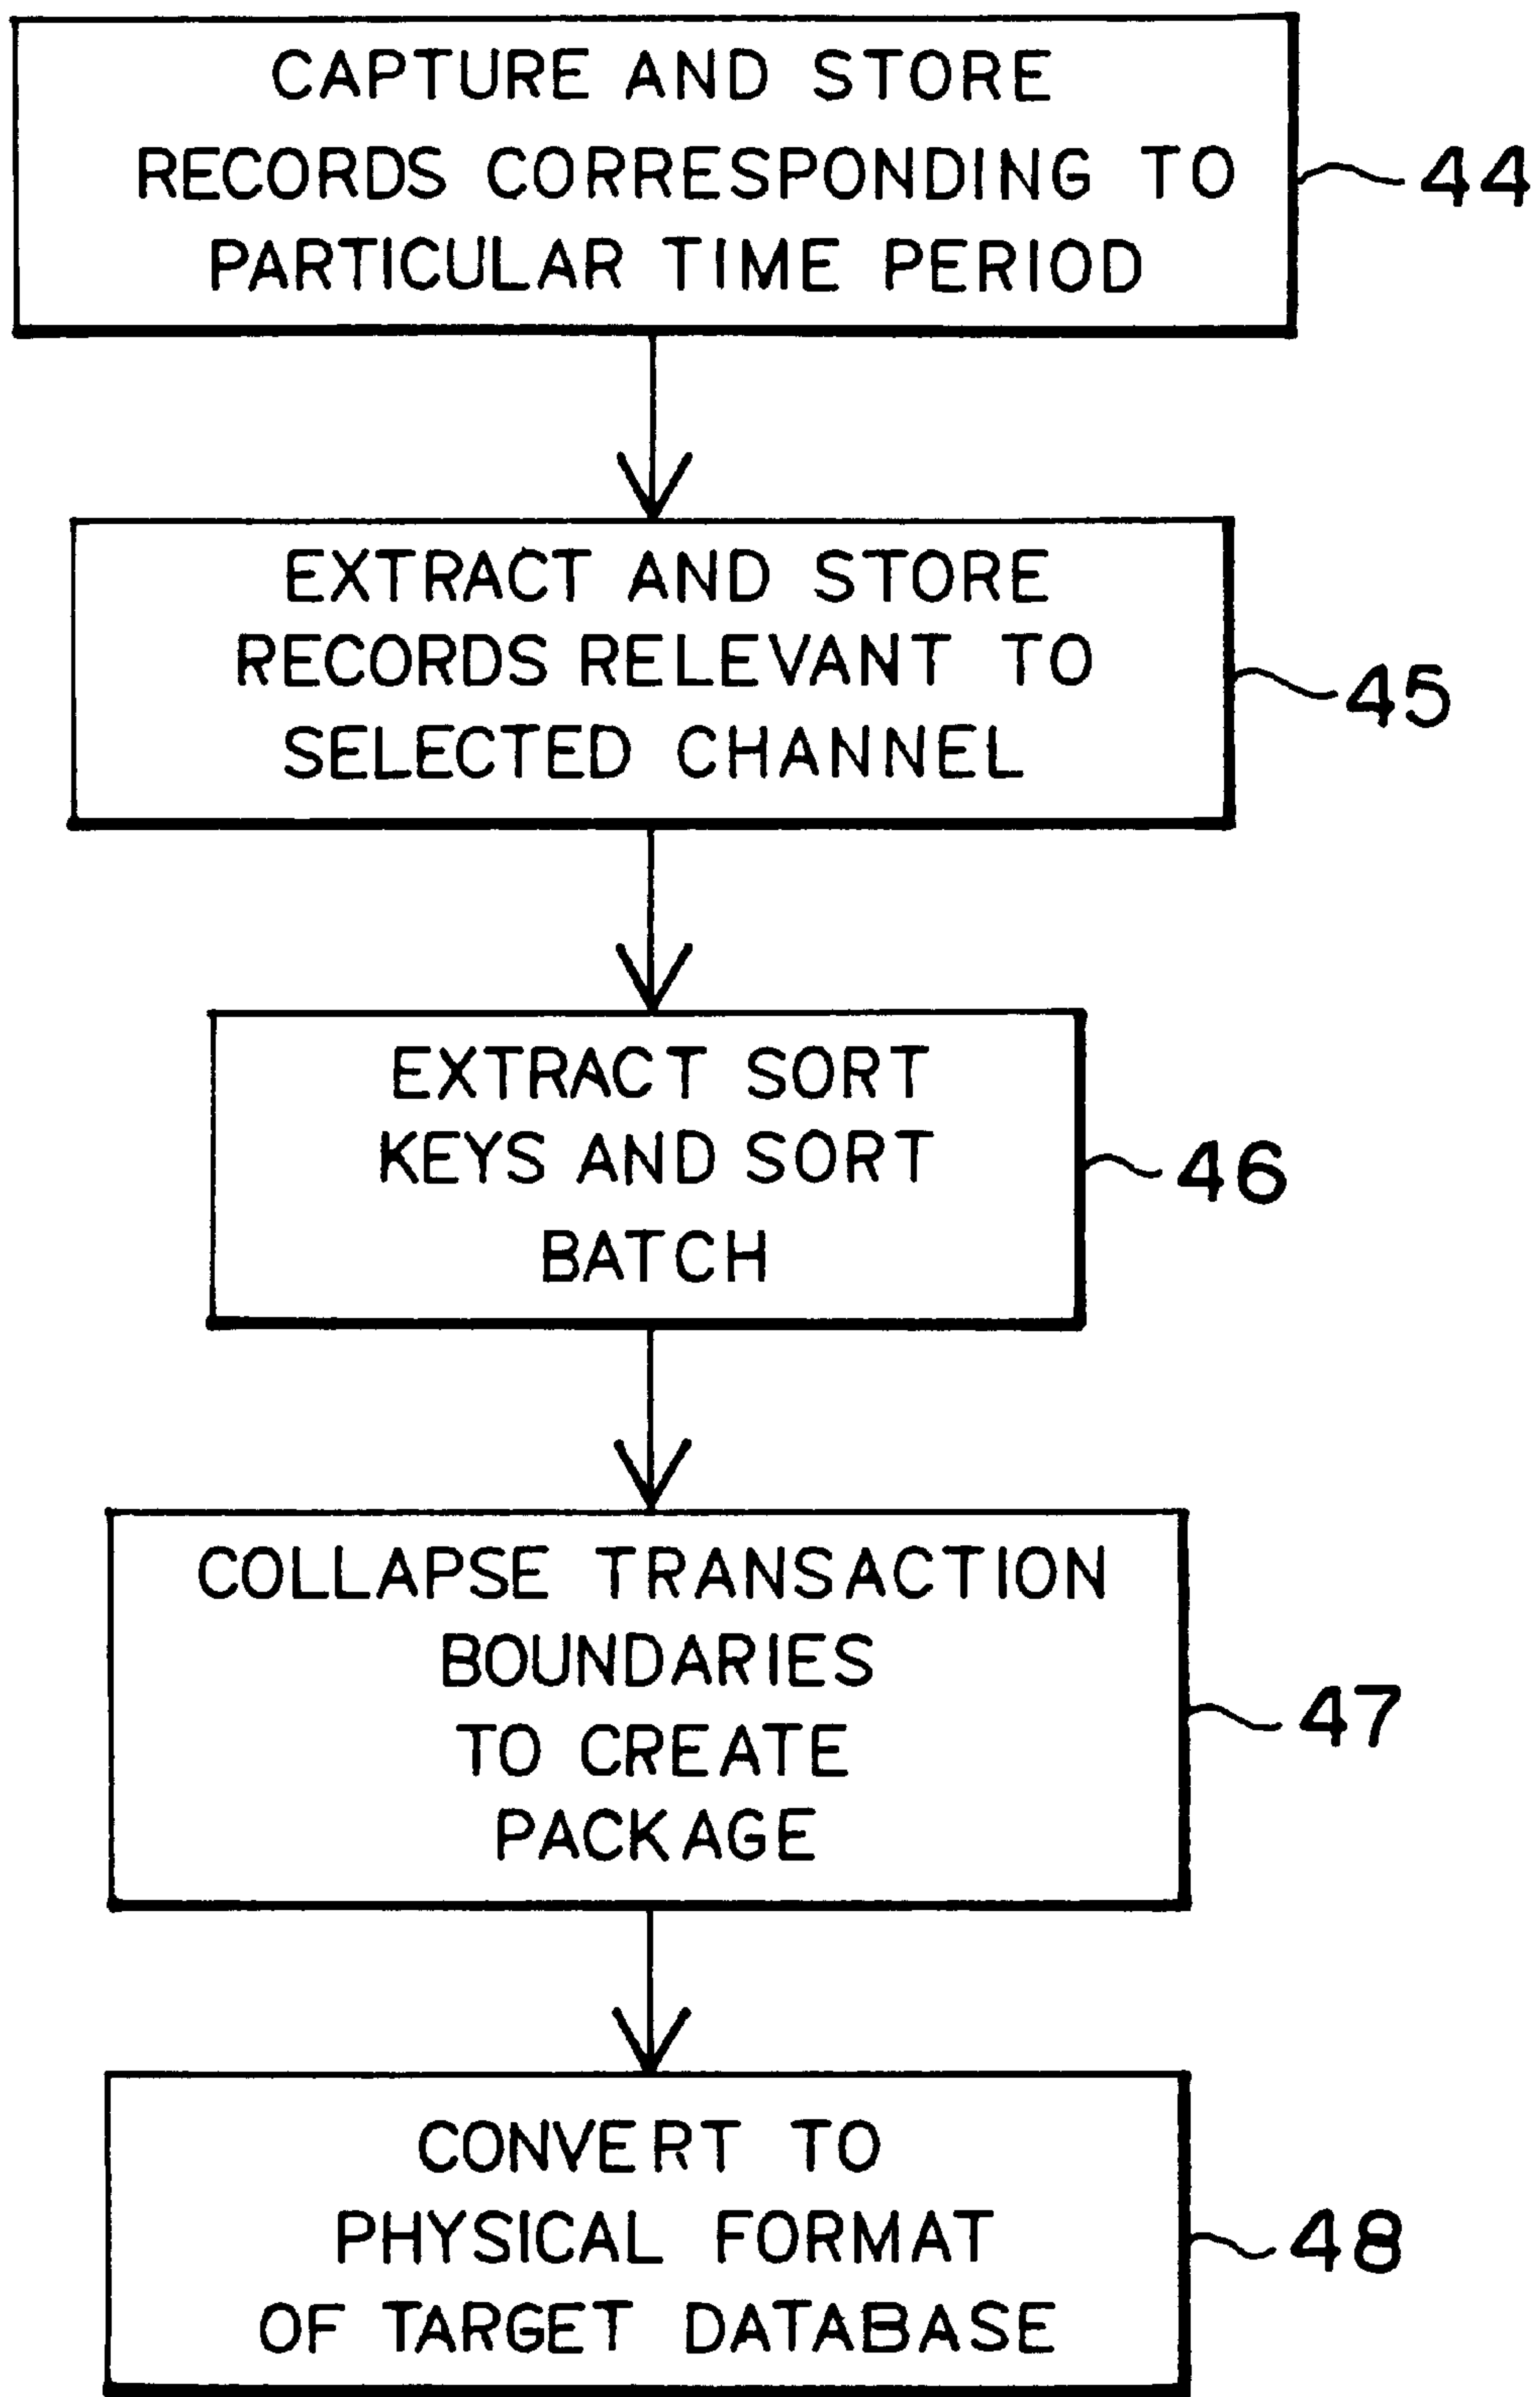 CAPTURE AND STORE
RECORDS CORRESPONDING TO
PARTICULAR TIME PERIOD
44
EXTRACT AND STORE
RECORDS RELEVANT TO
SELECTED CHANNEL
45
EXTRACT SORT
KEYS AND SORT
BATCH
46
COLLAPSE TRANSACTION
BOUNDARIES
TO CREATE
PACKAGE
47
CONVERT TO
PHYSICAL FORMAT
OF TARGET DATABASE
48